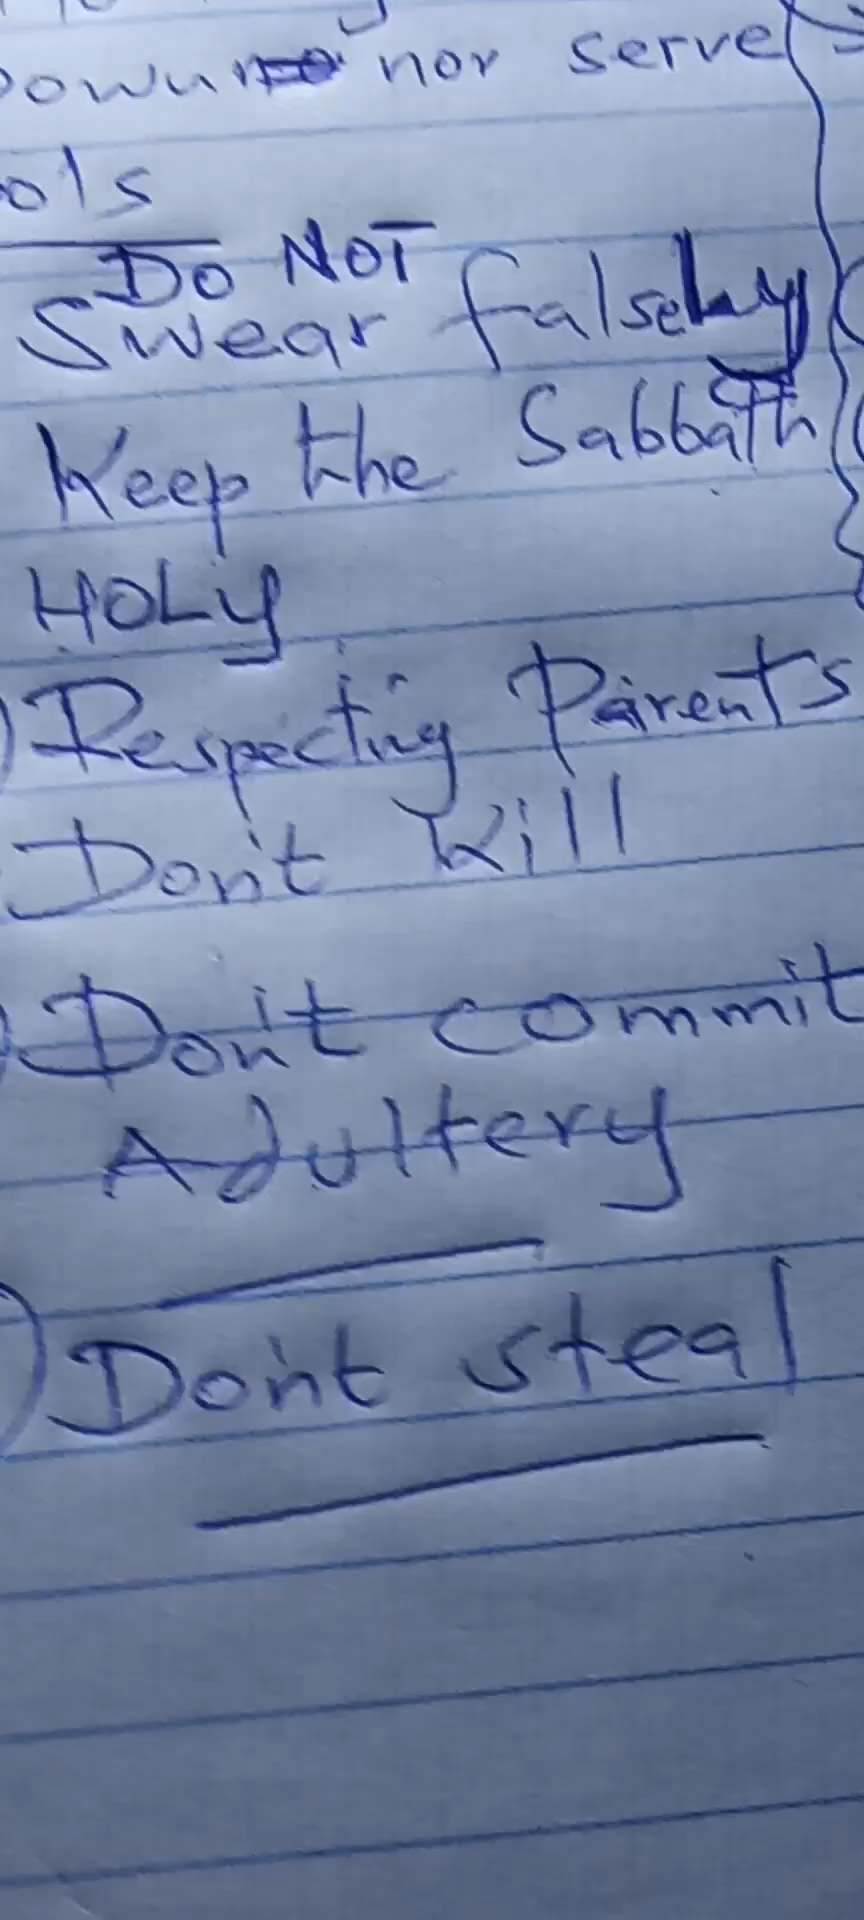 nor serve
ols
DO NOT
Swear falsely
Keep the Sabbath
HOLY
Respecting Parents
Don't kill
Don't commit
Adultery
Don't steal